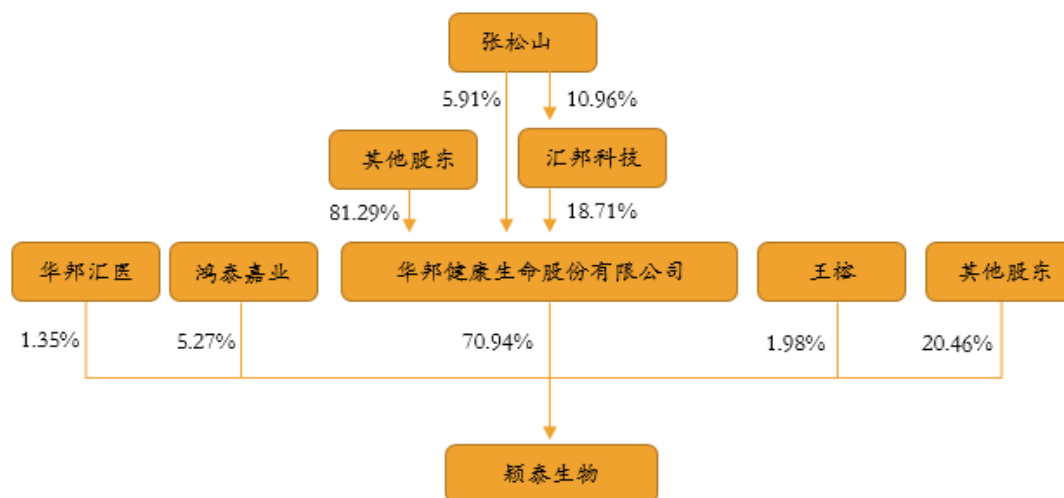 张松山
5.91%
10.96%
其他股东
汇邦科技
81.29%
18.71%
华邦汇医
鸿泰嘉业
华邦健康生命股份有限公司
王榕
其他股东
1.35%
5.27%
70.94%
1.98%
20.46%
颖泰生物